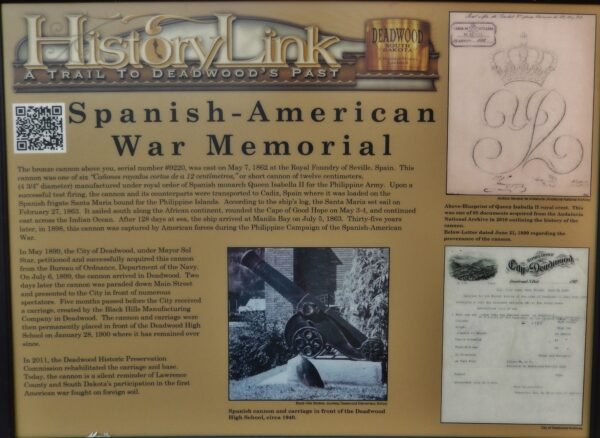 HistoryLink
A Trail To Deadwood's Past
DEADWOOD
SOUTH
DAKOTA
Spanish-American
War Memorial
The bronze cannon above you, serial number #9220, was cast on May 7, 1862 at the Royal Foundry of Seville, Spain. This
cannon was one of six "Cañones rayados cortos de a 12 centímetros," or short cannon of twelve centimeters,
(4 3/4" diameter) manufactured under royal order of Spanish monarch Queen Isabella II for the Philippine Army. Upon a
successful test firing, the cannon and its counterparts were transported to Cadiz, Spain where it was loaded on the
Spanish frigate Santa Maria bound for the Philippine Islands. According to the ship's log, the Santa Maria set sail on
February 27, 1863. It sailed south along the African continent, rounded the Cape of Good Hope on May 3-4, and continued
east across the Indian Ocean. After 128 days at sea, the ship arrived at Manila Bay on July 5, 1863. Thirty-five years
later, in 1898, this cannon was captured by American forces during the Philippine Campaign of the Spanish-American
War.
In May 1899, the City of Deadwood, under Mayor Sol
Star, petitioned and successfully acquired this cannon
from the Bureau of Ordnance, Department of the Navy.
On July 6, 1899, the cannon arrived in Deadwood. Two
days later the cannon was paraded down Main Street
and presented to the City in front of numerous
spectators. Five months passed before the City received
a carriage, created by the Black Hills Manufacturing
Company in Deadwood. The cannon and carriage were
then permanently placed in front of the Deadwood High
School on January 28, 1900 where it has remained ever
since.
In 2011, the Deadwood Historic Preservation
Commission rehabilitated the carriage and base.
Today, the cannon is a silent reminder of Lawrence
County and South Dakota's participation in the first
American war fought on foreign soil.
Spanish cannon and carriage in front of the Deadwood
High School, circa 1940.
Above-Blueprint of Queen Isabella II royal crest. This
was one of 95 documents acquired from the Andalusia
National Archive in 2010 outlining the history of the
cannon.
Below-Letter dated June 21, 1899 regarding the
provenance of the cannon.
City of Deadwood
City of Deadwood Archives